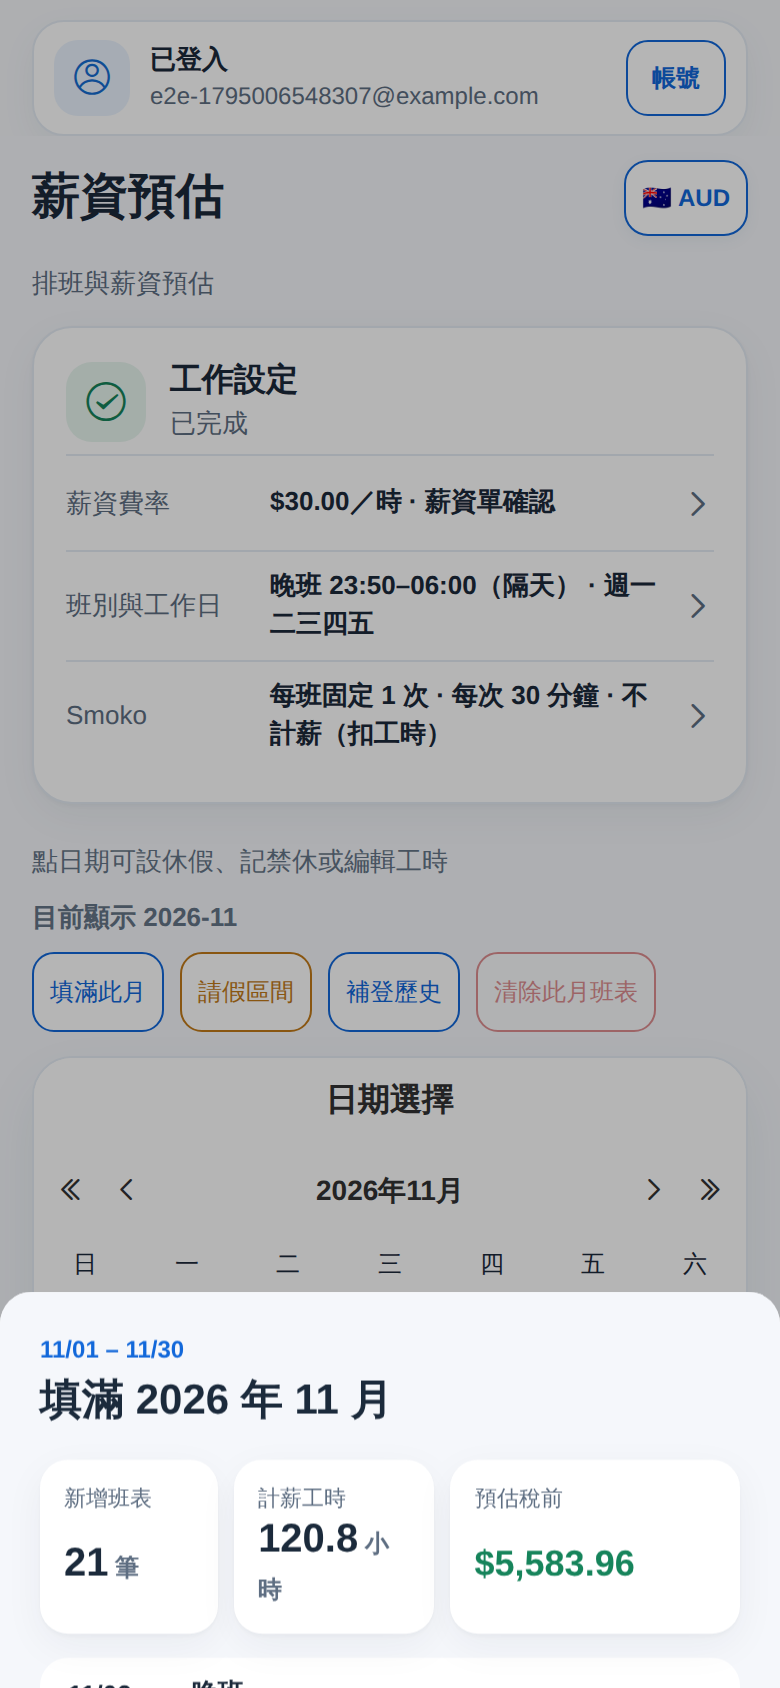 已登入
e2e-1795006548307@example.com
帳號
薪資預估
AUD
排班與薪資預估
工作設定
已完成
薪資費率
$30.00／時 · 薪資單確認
班別與工作日
晚班 23:50–06:00（隔天） · 週一
二三四五
Smoko
每班固定 1 次 · 每次 30 分鐘 · 不
計薪（扣工時）
點日期可設休假、記禁休或編輯工時
目前顯示 2026-11
填滿此月
請假區間
補登歷史
清除此月班表
日期選擇
2026年11月
日 一 二 三 四 五 六
11/01 – 11/30
填滿 2026 年 11 月
新增班表
21 筆
計薪工時
120.8 小
時
預估稅前
$5,583.96